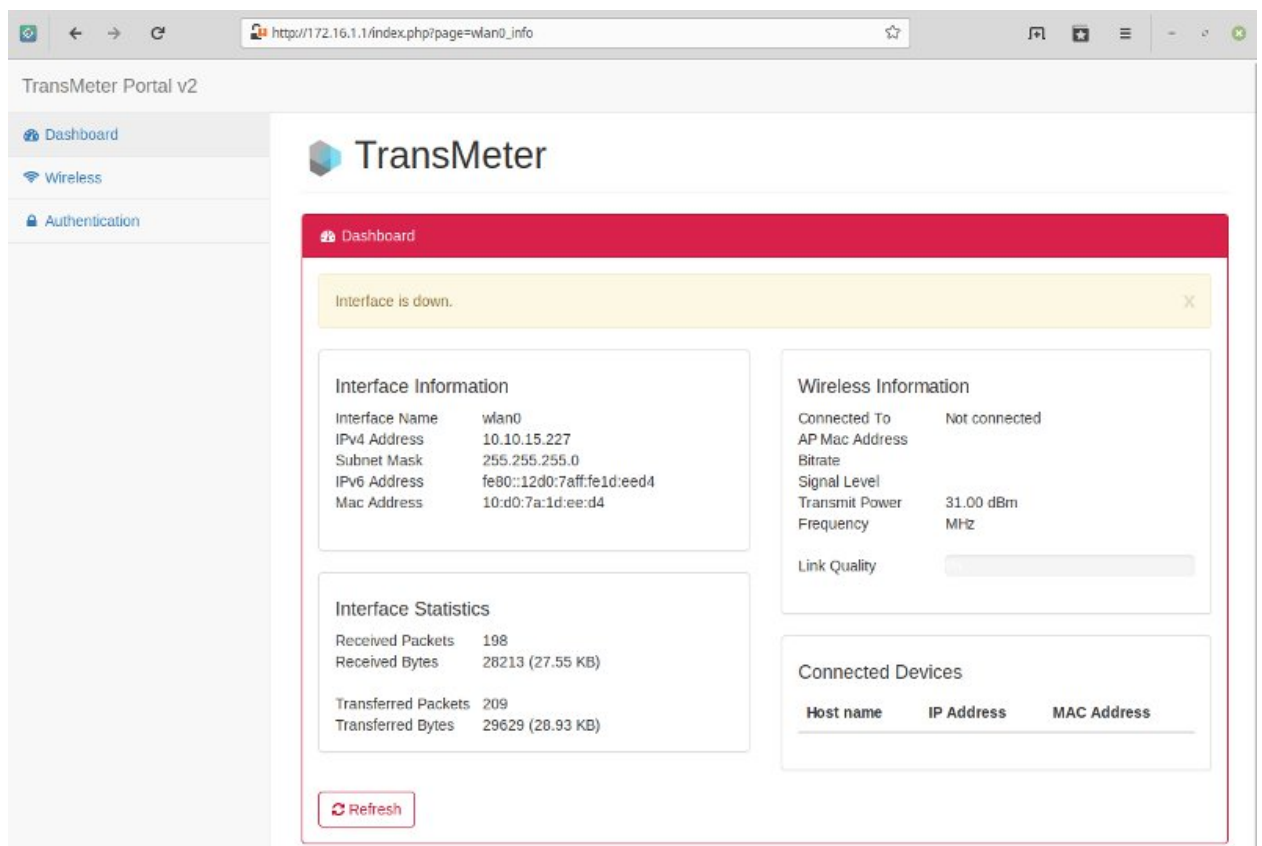 http://172.16.1.1/index.php?page=wlan0_info
TransMeter Portal v2
Dashboard
Wireless
Authentication
TransMeter
Dashboard
Interface is down.
X
Interface Information
Interface Name wlan0
IPv4 Address 10.10.15.227
Subnet Mask 255.255.255.0
IPv6 Address fe80::12d0:7aff:fe1d:eed4
Mac Address 10:d0:7a:1d:ee:d4
Interface Statistics
Received Packets 198
Received Bytes 28213 (27.55 KB)
Transferred Packets 209
Transferred Bytes 29629 (28.93 KB)
Wireless Information
Connected To Not connected
AP Mac Address
Bitrate
Signal Level
Transmit Power 31.00 dBm
Frequency MHz
Link Quality
Connected Devices
Host name IP Address MAC Address
Refresh